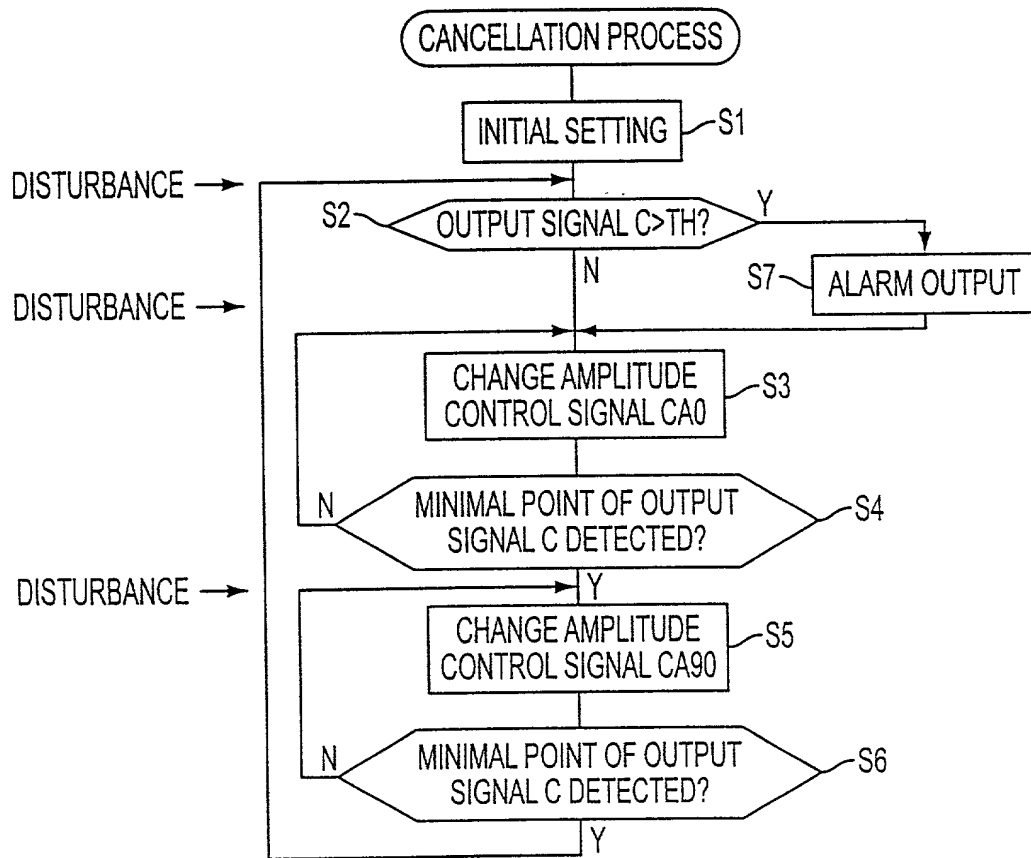 CANCELLATION PROCESS
INITIAL SETTING
S1
DISTURBANCE
S2
OUTPUT SIGNAL C>TH?
Y
N
S7
ALARM OUTPUT
DISTURBANCE
CHANGE AMPLITUDE
CONTROL SIGNAL CA0
S3
N
MINIMAL POINT OF OUTPUT
SIGNAL C DETECTED?
S4
Y
DISTURBANCE
CHANGE AMPLITUDE
CONTROL SIGNAL CA90
S5
N
MINIMAL POINT OF OUTPUT
SIGNAL C DETECTED?
S6
Y